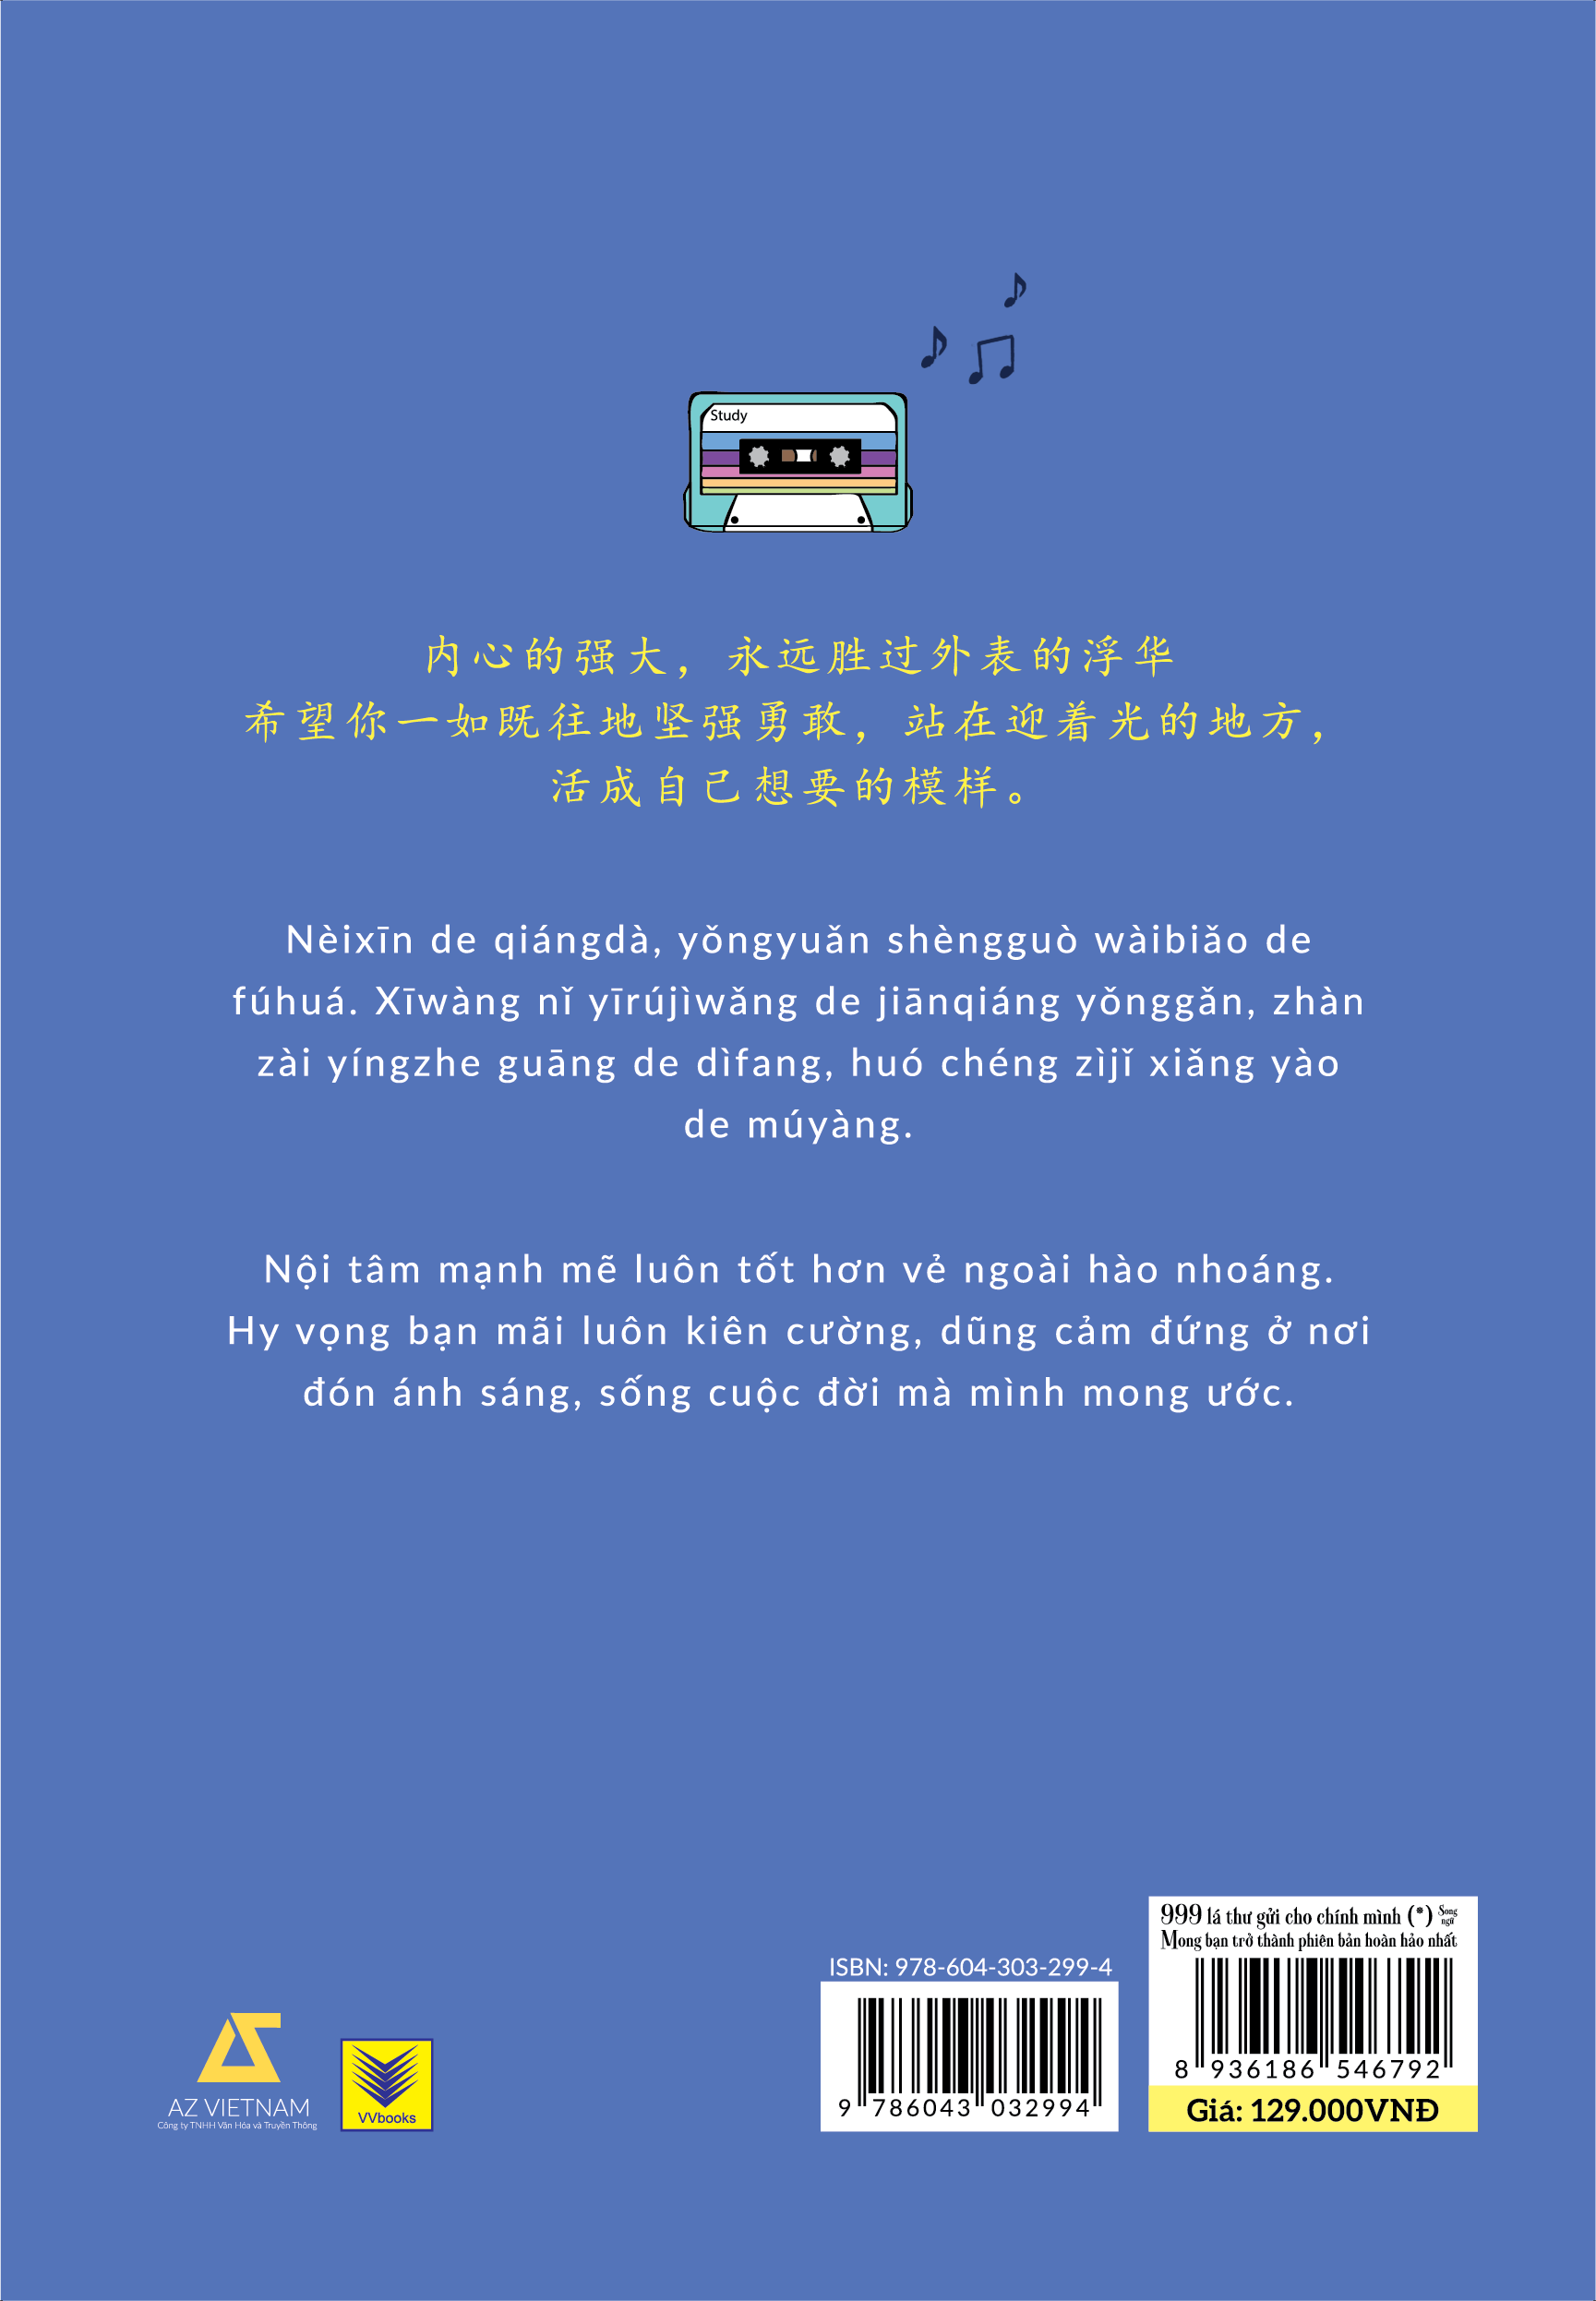 Study
内心的强大，永远胜过外表的浮华
希望你一如既往地坚强勇敢，站在迎着光的地方，
活成自己想要的模样。
Nèixīn de qiángdà, yǒngyuǎn shèngguò wàibiǎo de
fúhuá. Xīwàng nǐ yīrújìwǎng de jiānqiáng yǒnggǎn, zhàn
zài yíngzhe guāng de dìfang, huó chéng zìjǐ xiǎng yào
de múyàng.
Nội tâm mạnh mẽ luôn tốt hơn vẻ ngoài hào nhoáng.
Hy vọng bạn mãi luôn kiên cường, dũng cảm đứng ở nơi
đón ánh sáng, sống cuộc đời mà mình mong ước.
AZ VIETNAM
Công ty TNHH Văn Hóa và Truyền Thông
VVbooks
ISBN: 978-604-303-299-4
9 786043 032994
999 lá thư gửi cho chính mình (*) Song ngữ
Mong bạn trở thành phiên bản hoàn hảo nhất
8 936186 546792
Giá: 129.000VNĐ